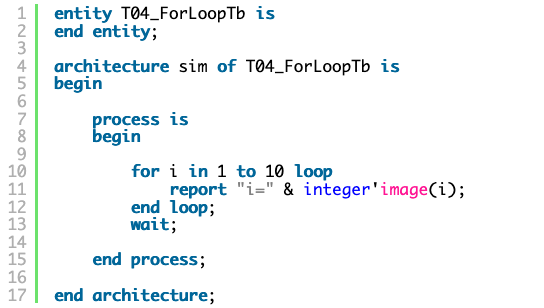 1 entity T04_ForLoopTb is
2 end entity;
3
4 architecture sim of T04_ForLoopTb is
5 begin
6
7     process is
8     begin
9
10         for i in 1 to 10 loop
11             report "i=" & integer'image(i);
12         end loop;
13         wait;
14
15     end process;
16
17 end architecture;